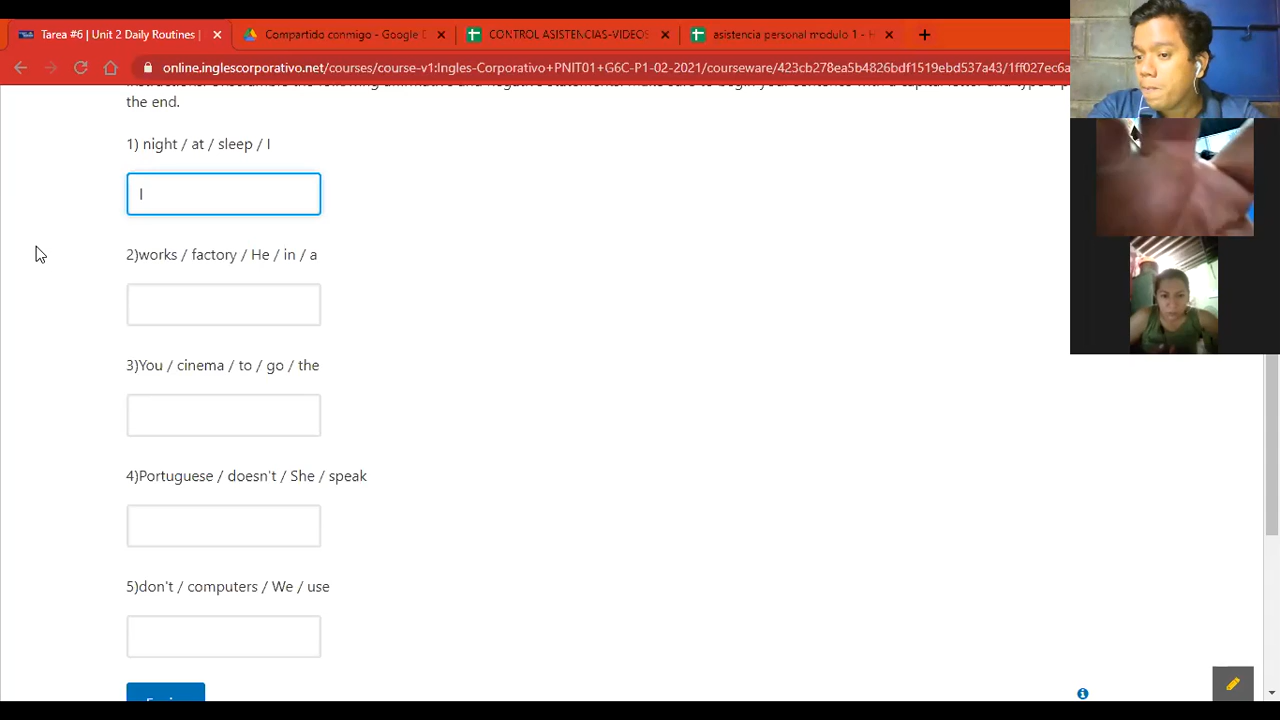 Tarea #6 | Unit 2 Daily Routines |
Compartido conmigo - Google D
CONTROL ASISTENCIAS-VIDEOS
asistencia personal modulo 1 - H
online.inglescorporativo.net/courses/course-v1:Ingles-Corporativo+PNIT01+G6C-P1-02-2021/courseware/423cb278ea5b4826bdf1519ebd537a43/1ff027ec6a
the end.
1) night / at / sleep / I
I
2)works / factory / He / in / a
3)You / cinema / to / go / the
4)Portuguese / doesn't / She / speak
5)don't / computers / We / use